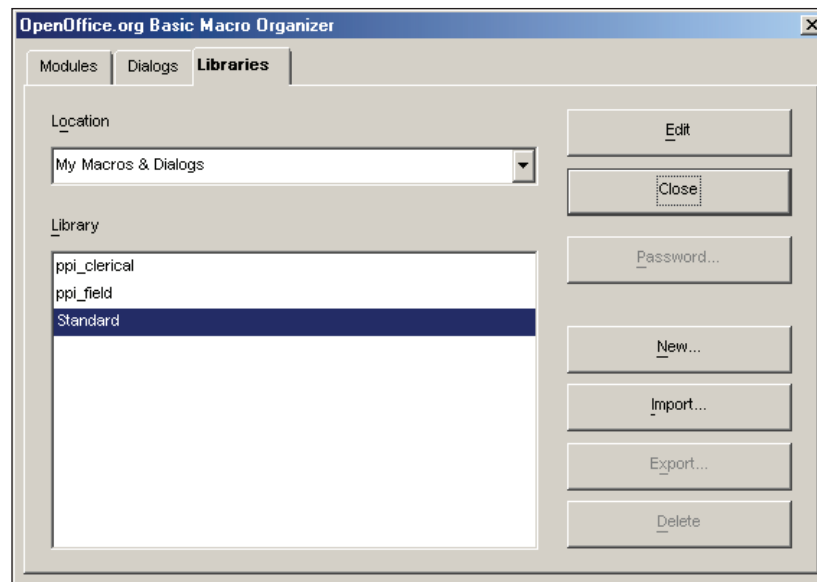 OpenOffice.org Basic Macro Organizer
Modules
Dialogs
Libraries
Location
My Macros & Dialogs
Library
ppi_clerical
ppi_field
Standard
Edit
Close
Password...
New...
Import...
Export...
Delete